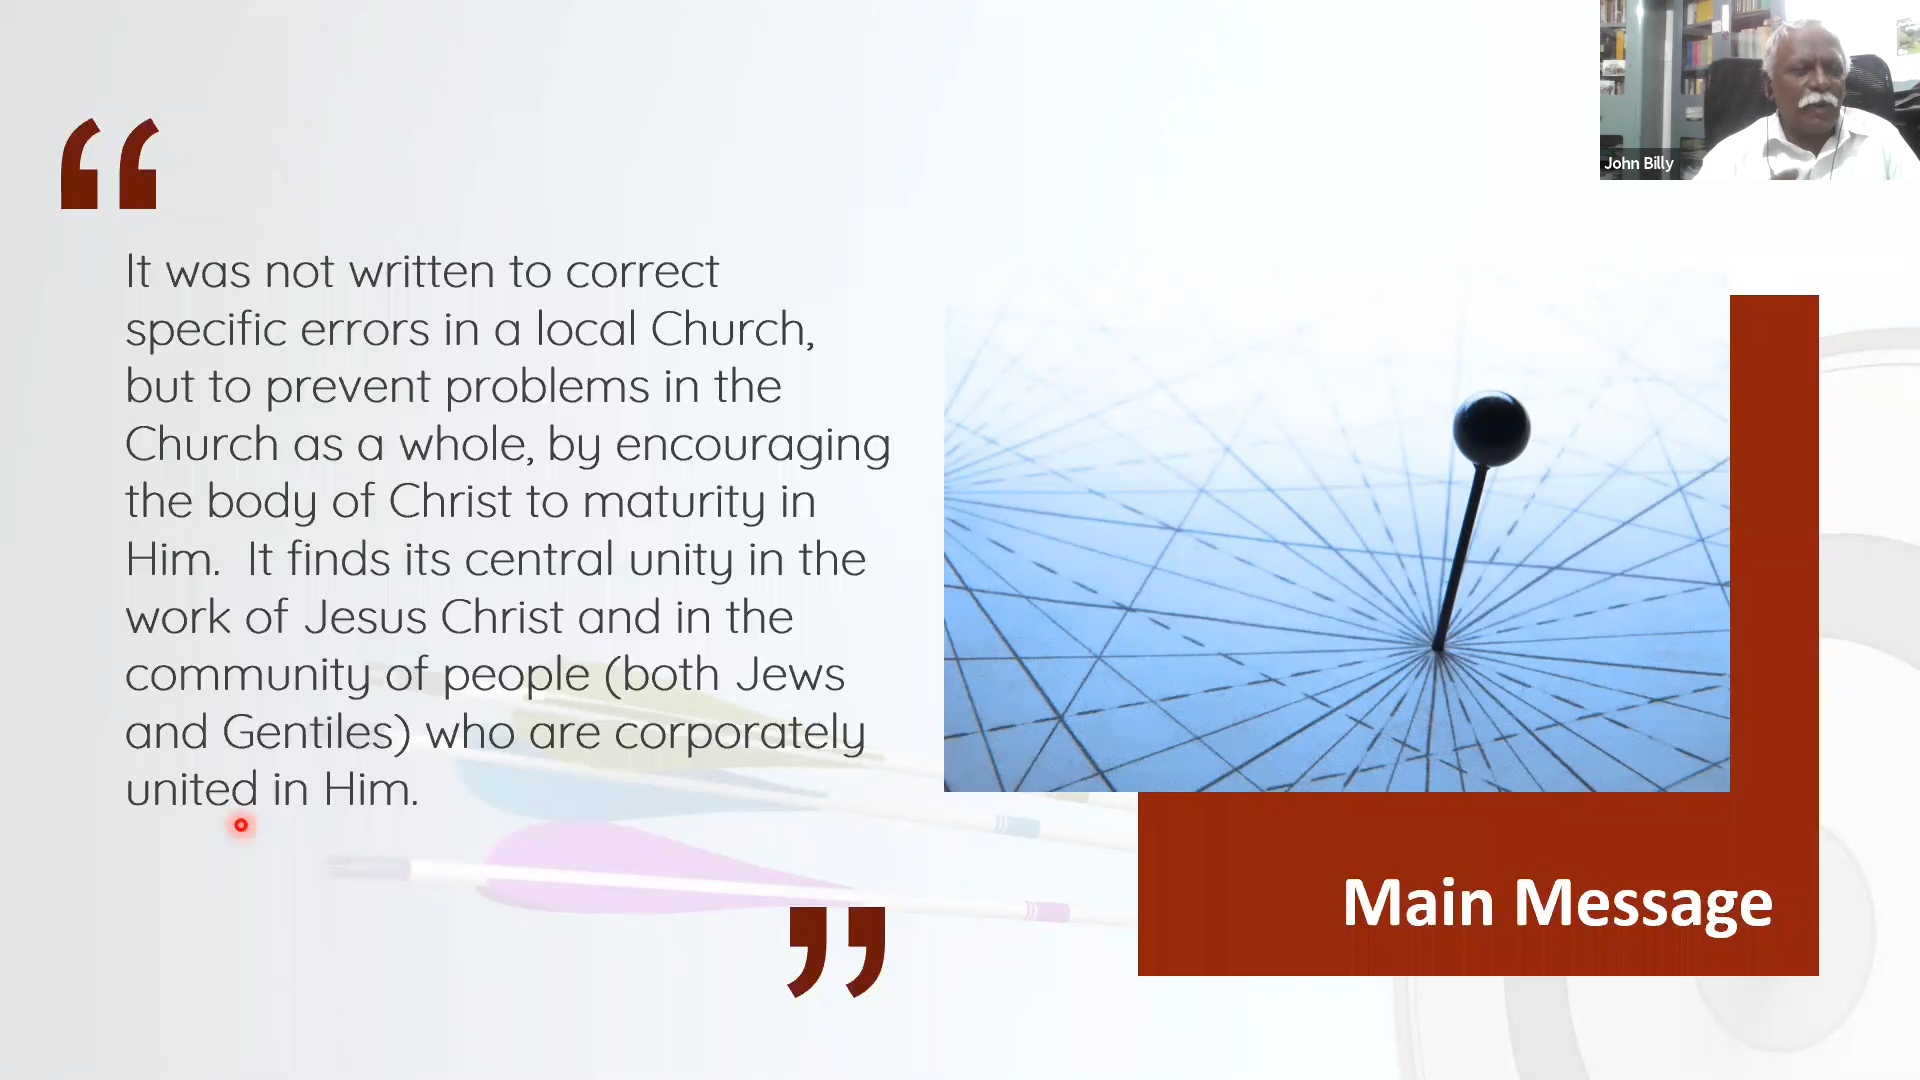 John Billy
“
It was not written to correct
specific errors in a local Church,
but to prevent problems in the
Church as a whole, by encouraging
the body of Christ to maturity in
Him.  It finds its central unity in the
work of Jesus Christ and in the
community of people (both Jews
and Gentiles) who are corporately
united in Him.
”
Main Message